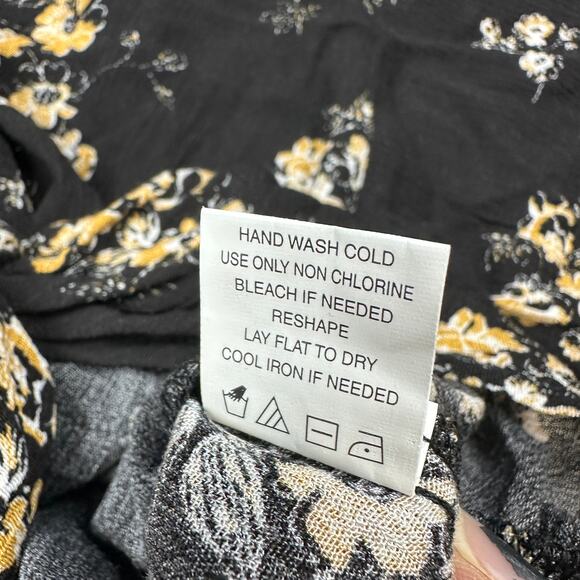 HAND WASH COLD
USE ONLY NON CHLORINE
BLEACH IF NEEDED
RESHAPE
LAY FLAT TO DRY
COOL IRON IF NEEDED